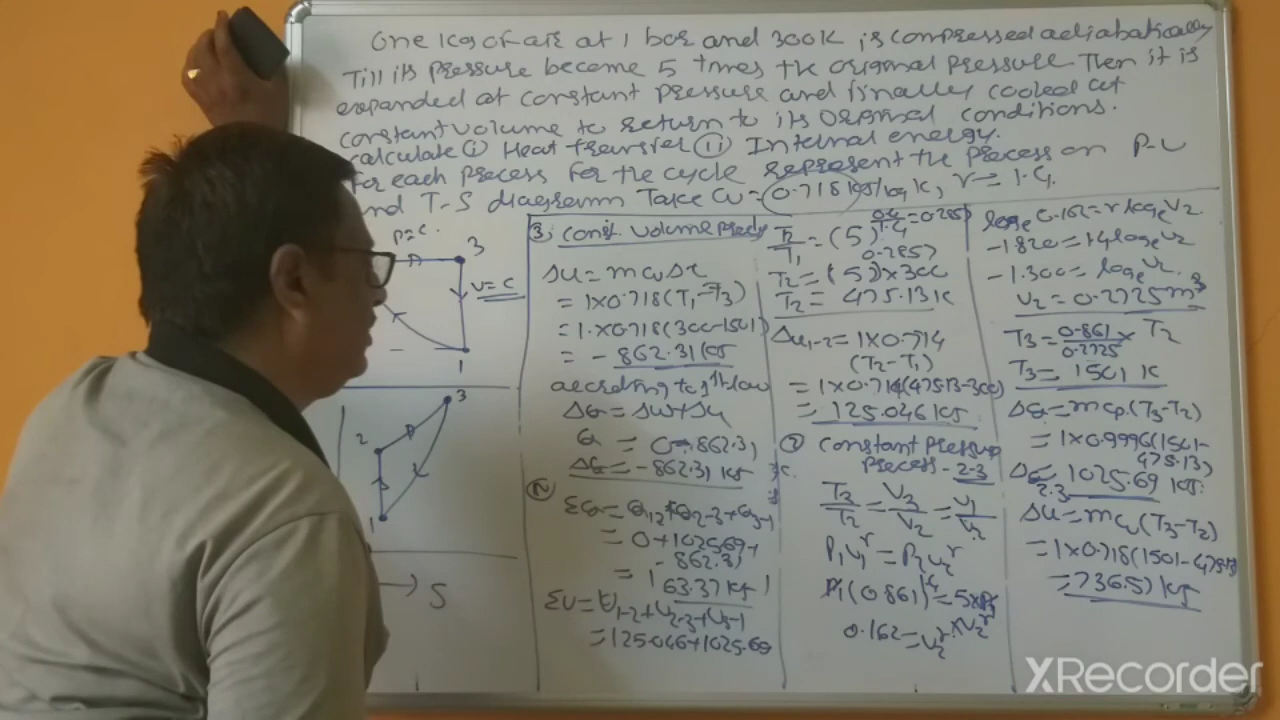 One kg of air at 1 bar and 300K is compressed adiabatically
Till its pressure become 5 times the original pressure. Then it is
expanded at constant pressure and finally cooled at
constant volume to return to its original conditions.
calculate (i) Heat transfer (ii) Internal energy.
for each process for the cycle represent the process on P-V
and T-S diagram Take Cv = 0.718 kJ/kg K, r = 1.4.
P=c.
3
V=c
1
3
2
1
S
3. const. volume process
Δu = m cv Δt
= 1×0.718(T1-T3)
= 1×0.718(300-1501)
= -862.31 kJ
according to 1st law
ΔQ = Δw+Δu
Q = 0-862.31
ΔQ = -862.31 kJ
ΣQ = Q12+Q2-3+Q3-1
= 0+1025.69+
-862.31
= 163.37 kJ
ΣU = U1-2+U2-3+U3-1
= 125.046+1025.69
T2/T1 = (5)^0.4/1.4 = 0.2857
T2 = (5)^0.2857 × 300
T2 = 475.13 K
Δu1-2 = 1×0.714
(T2-T1)
= 1×0.714(475.13-300)
= 125.046 kJ
② Constant pressure
process-2-3
T3/T2 = V3/V2 = V1/V2
P1V1^r = P2V2^r
P1(0.861)^1.4 = 5×P1
×V2^r
0.162 = V2^r
loge 0.162 = r loge V2.
-1.820 = 1.4 loge V2
-1.300 = loge V2.
V2 = 0.2725 m3
T3 = 0.861/0.2725 × T2
T3 = 1501 K
ΔQ = m cp (T3-T2)
= 1×0.9996(1501-
475.13)
ΔQ2-3 = 1025.69 kJ.
Δu = m cv (T3-T2)
= 1×0.718(1501-475.13)
= 736.57 kJ
XRecorder